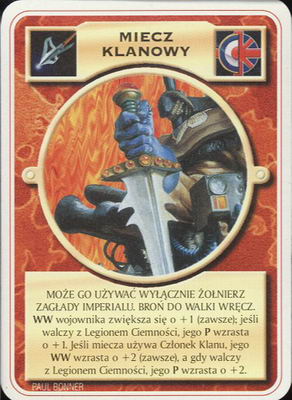 MIECZ
KLANOWY
MOŻE GO UŻYWAĆ WYŁĄCZNIE ŻOŁNIERZ
ZAGŁADY IMPERIALU. BROŃ DO WALKI WRĘCZ.
WW wojownika zwiększa się o +1 (zawsze); jeśli
walczy z Legionem Ciemności, jego P wzrasta
o +1. Jeśli miecza używa Członek Klanu, jego
WW wzrasta o +2 (zawsze), a gdy walczy
z Legionem Ciemności, jego P wzrasta o +2.
PAUL BONNER